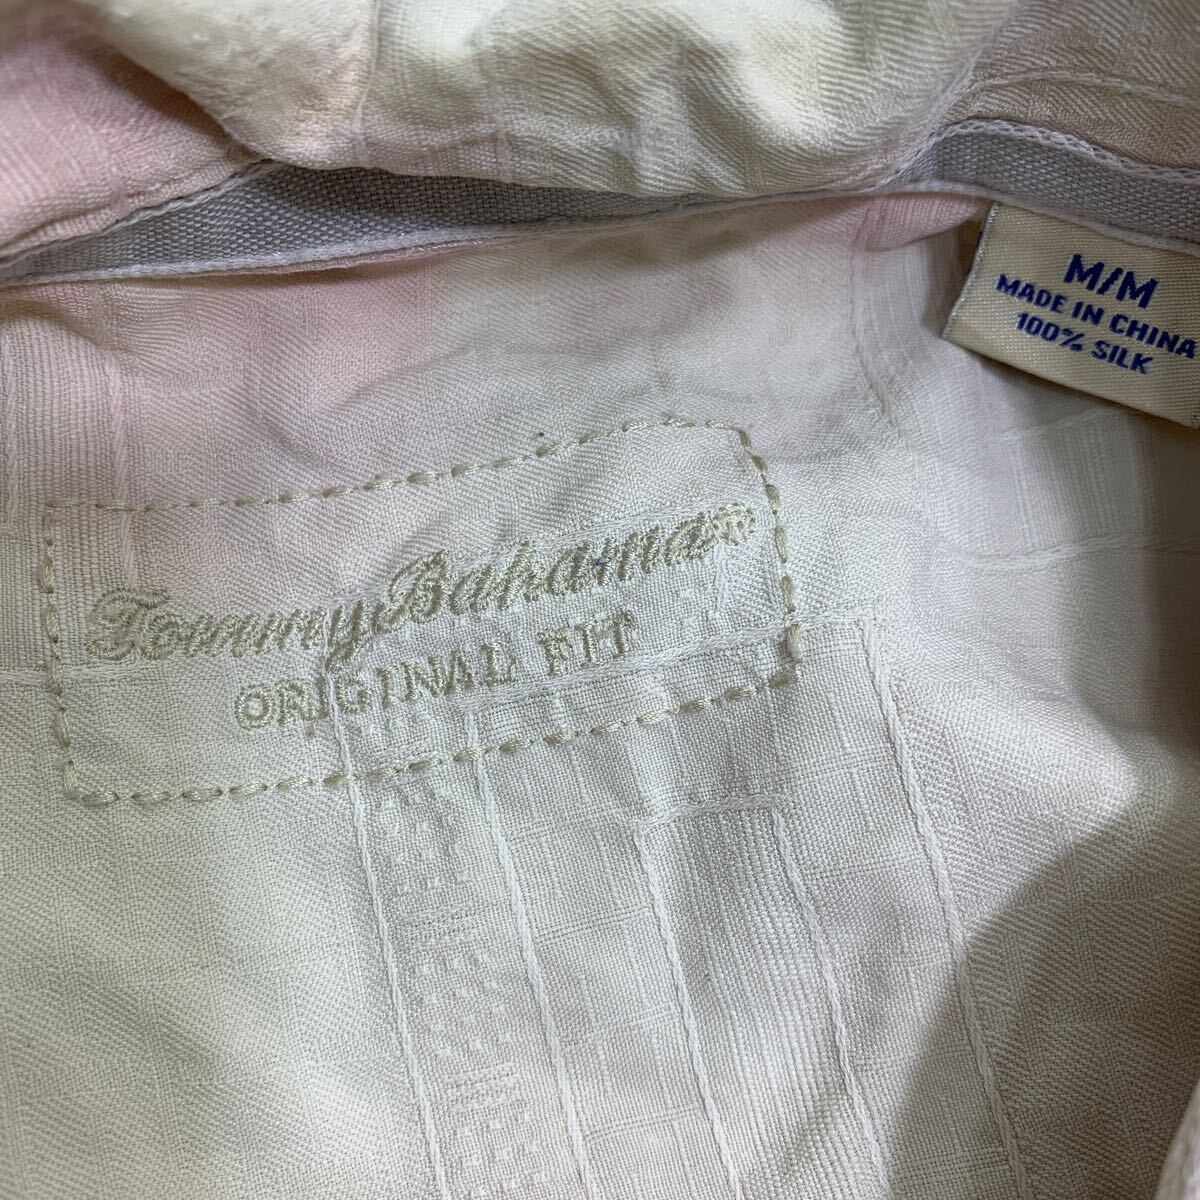 M/M
MADE IN CHINA
100% SILK
Tommy Bahama®
ORIGINAL FIT